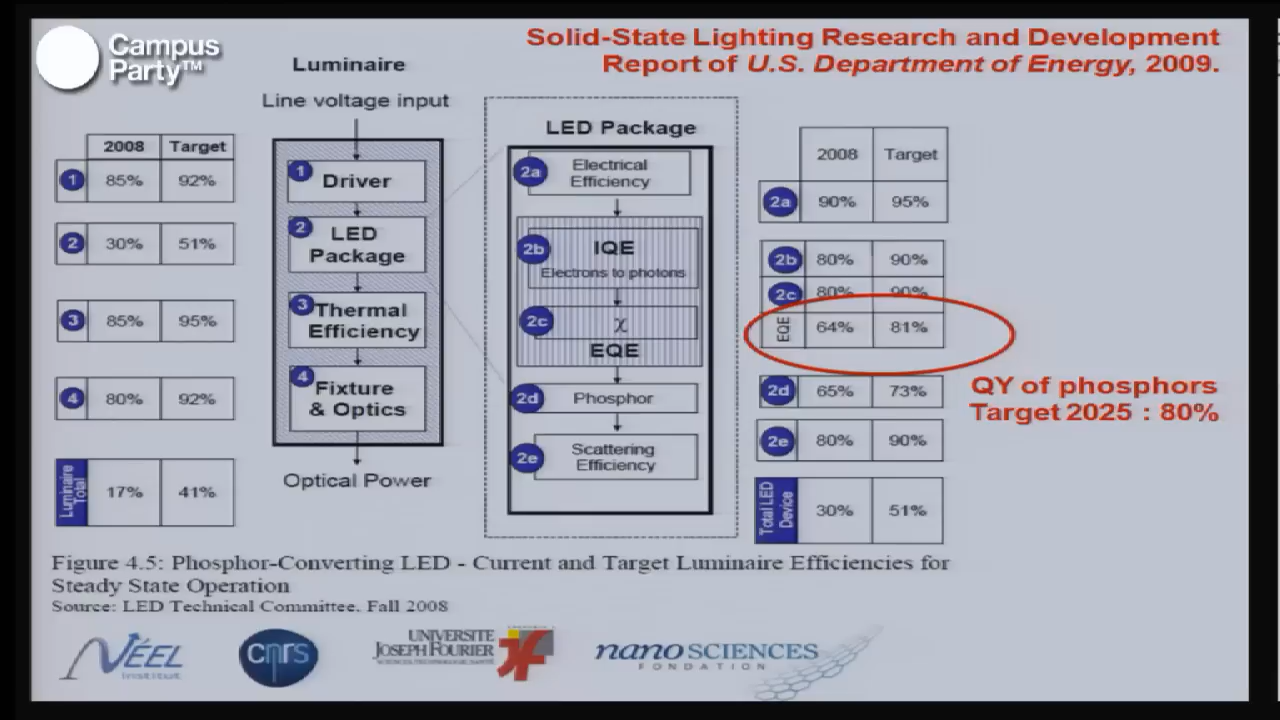 Campus
Party™
Solid-State Lighting Research and Development
Report of U.S. Department of Energy, 2009.
Luminaire
Line voltage input
2008 Target
1 85% 92%
2 30% 51%
3 85% 95%
4 80% 92%
Luminaire Total 17% 41%
1 Driver
2 LED
Package
3 Thermal
Efficiency
4 Fixture
& Optics
Optical Power
LED Package
2a Electrical
Efficiency
2b IQE
Electrons to photons
2c χ
EQE
2d Phosphor
2e Scattering
Efficiency
2008 Target
2a 90% 95%
2b 80% 90%
2c 80% 90%
EQE 64% 81%
2d 65% 73%
2e 80% 90%
Total LED Device 30% 51%
QY of phosphors
Target 2025 : 80%
Figure 4.5: Phosphor-Converting LED - Current and Target Luminaire Efficiencies for
Steady State Operation
Source: LED Technical Committee, Fall 2008
NÉEL
institut
cnrs
UNIVERSITE
JOSEPH FOURIER
SCIENCES. TECHNOLOGIE. SANTÉ
nanoSCIENCES
FONDATION